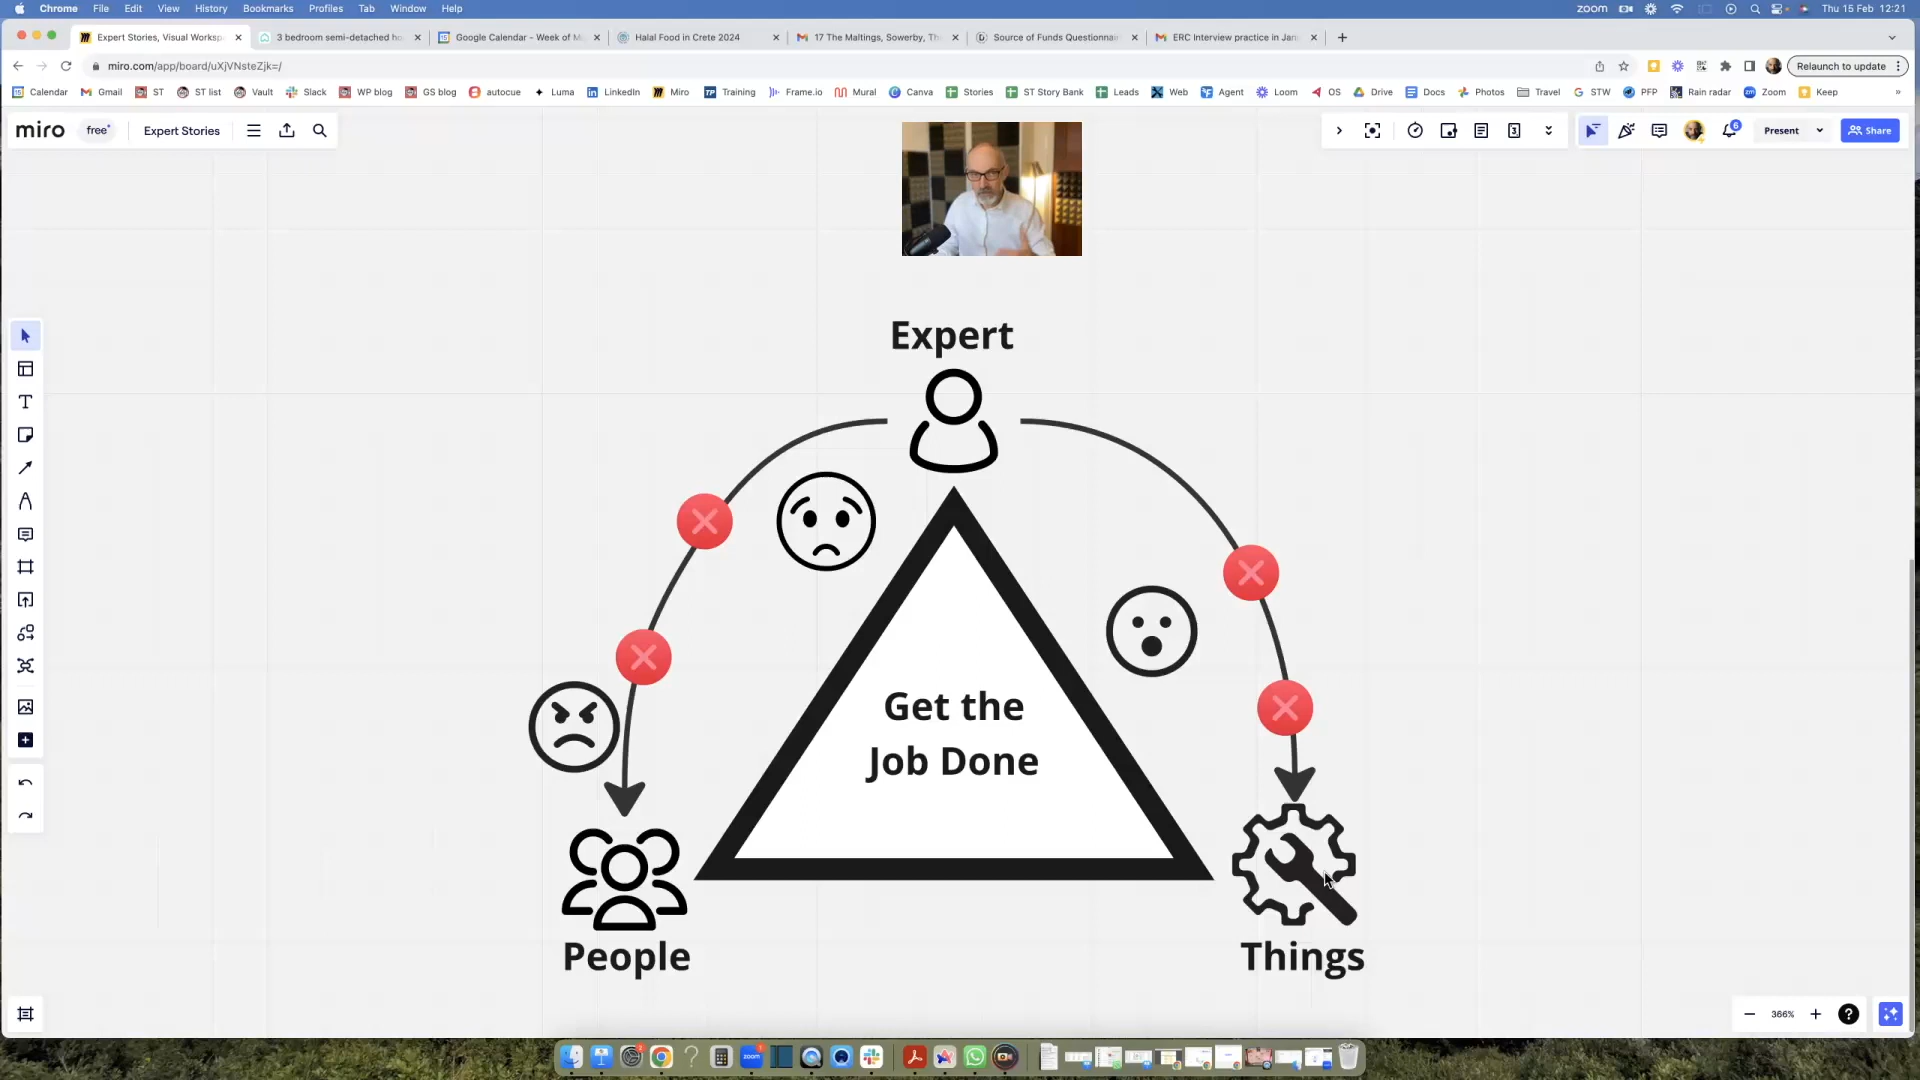 Chrome File Edit View History Bookmarks Profiles Tab Window Help
zoom Thu 15 Feb 12:21
Expert Stories, Visual Worksp
3 bedroom semi-detached ho
Google Calendar - Week of M
Halal Food in Crete 2024
17 The Maltings, Sowerby, Th
Source of Funds Questionnair
ERC Interview practice in Jan
miro.com/app/board/uXjVNsteZjk=/
Relaunch to update
Calendar Gmail ST ST list Vault Slack WP blog GS blog autocue Luma LinkedIn Miro Training Frame.io Mural Canva Stories ST Story Bank Leads Web Agent Loom OS Drive Docs Photos Travel STW PFP Rain radar Zoom Keep »
miro free Expert Stories
6 Present Share
Expert
Get the
Job Done
People
Things
366%